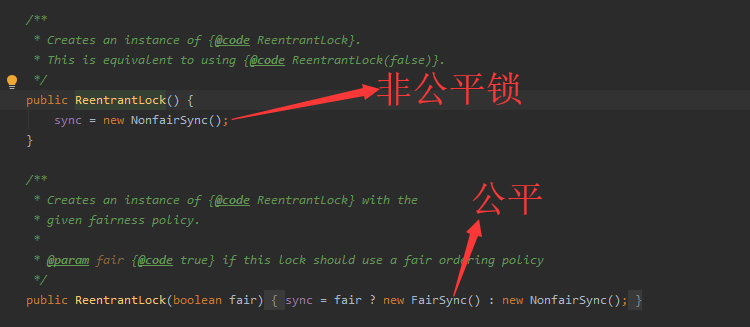 /**
* Creates an instance of {@code ReentrantLock}.
* This is equivalent to using {@code ReentrantLock(false)}.
*/
public ReentrantLock() {
非公平锁
sync = new NonfairSync();
}
/**
* Creates an instance of {@code ReentrantLock} with the
公平
* given fairness policy.
*
* @param fair {@code true} if this lock should use a fair ordering policy
*/
public ReentrantLock(boolean fair) { sync = fair ? new FairSync() : new NonfairSync(); }